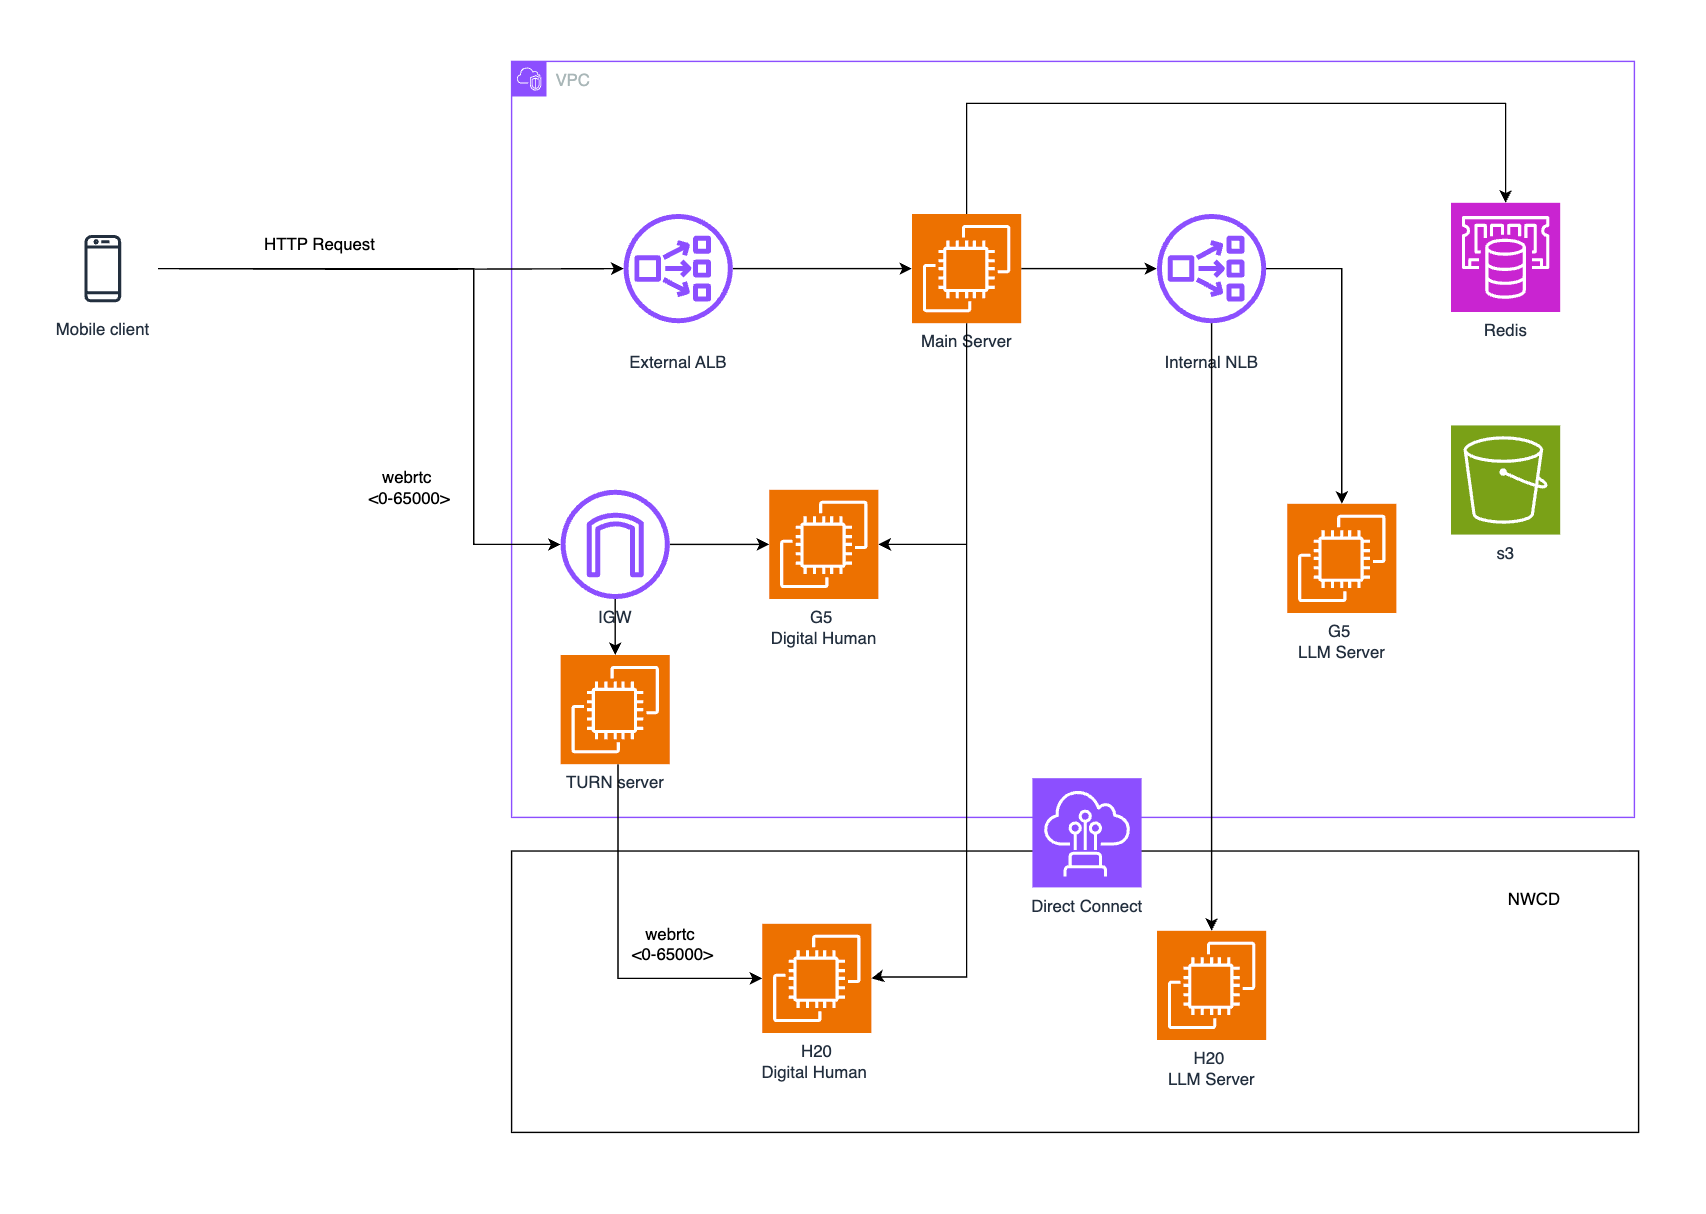 VPC
HTTP Request
Mobile client
External ALB
Main Server
Internal NLB
Redis
webrtc
<0-65000>
s3
IGW
G5
Digital Human
G5
LLM Server
TURN server
Direct Connect
NWCD
webrtc
<0-65000>
H20
Digital Human
H20
LLM Server